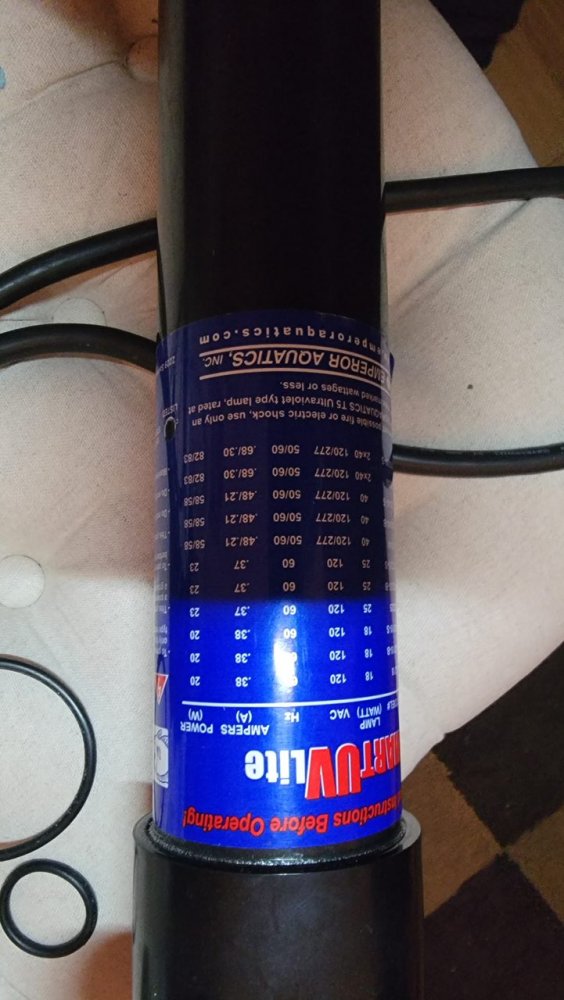 Instructions Before Operating!
MARTUVLite
LAMP AMPERS POWER
(WATT) VAC Hz (A) (W)
18 120 60 .38 20
18 120 60 .38 20
18 120 60 .38 20
25 120 60 .37 23
25 120 60 .37 23
25 120 60 .37 23
40 120/277 50/60 .48/.21 58/58
40 120/277 50/60 .48/.21 58/58
40 120/277 50/60 .48/.21 58/58
2x40 120/277 50/60 .68/.30 82/83
2x40 120/277 50/60 .68/.30 82/83
possible fire or electric shock, use only an
AQUATICS T5 Ultraviolet type lamp, rated at
marked wattages or less.
EMPEROR AQUATICS, INC.
emperoraquatics.com
LISTED